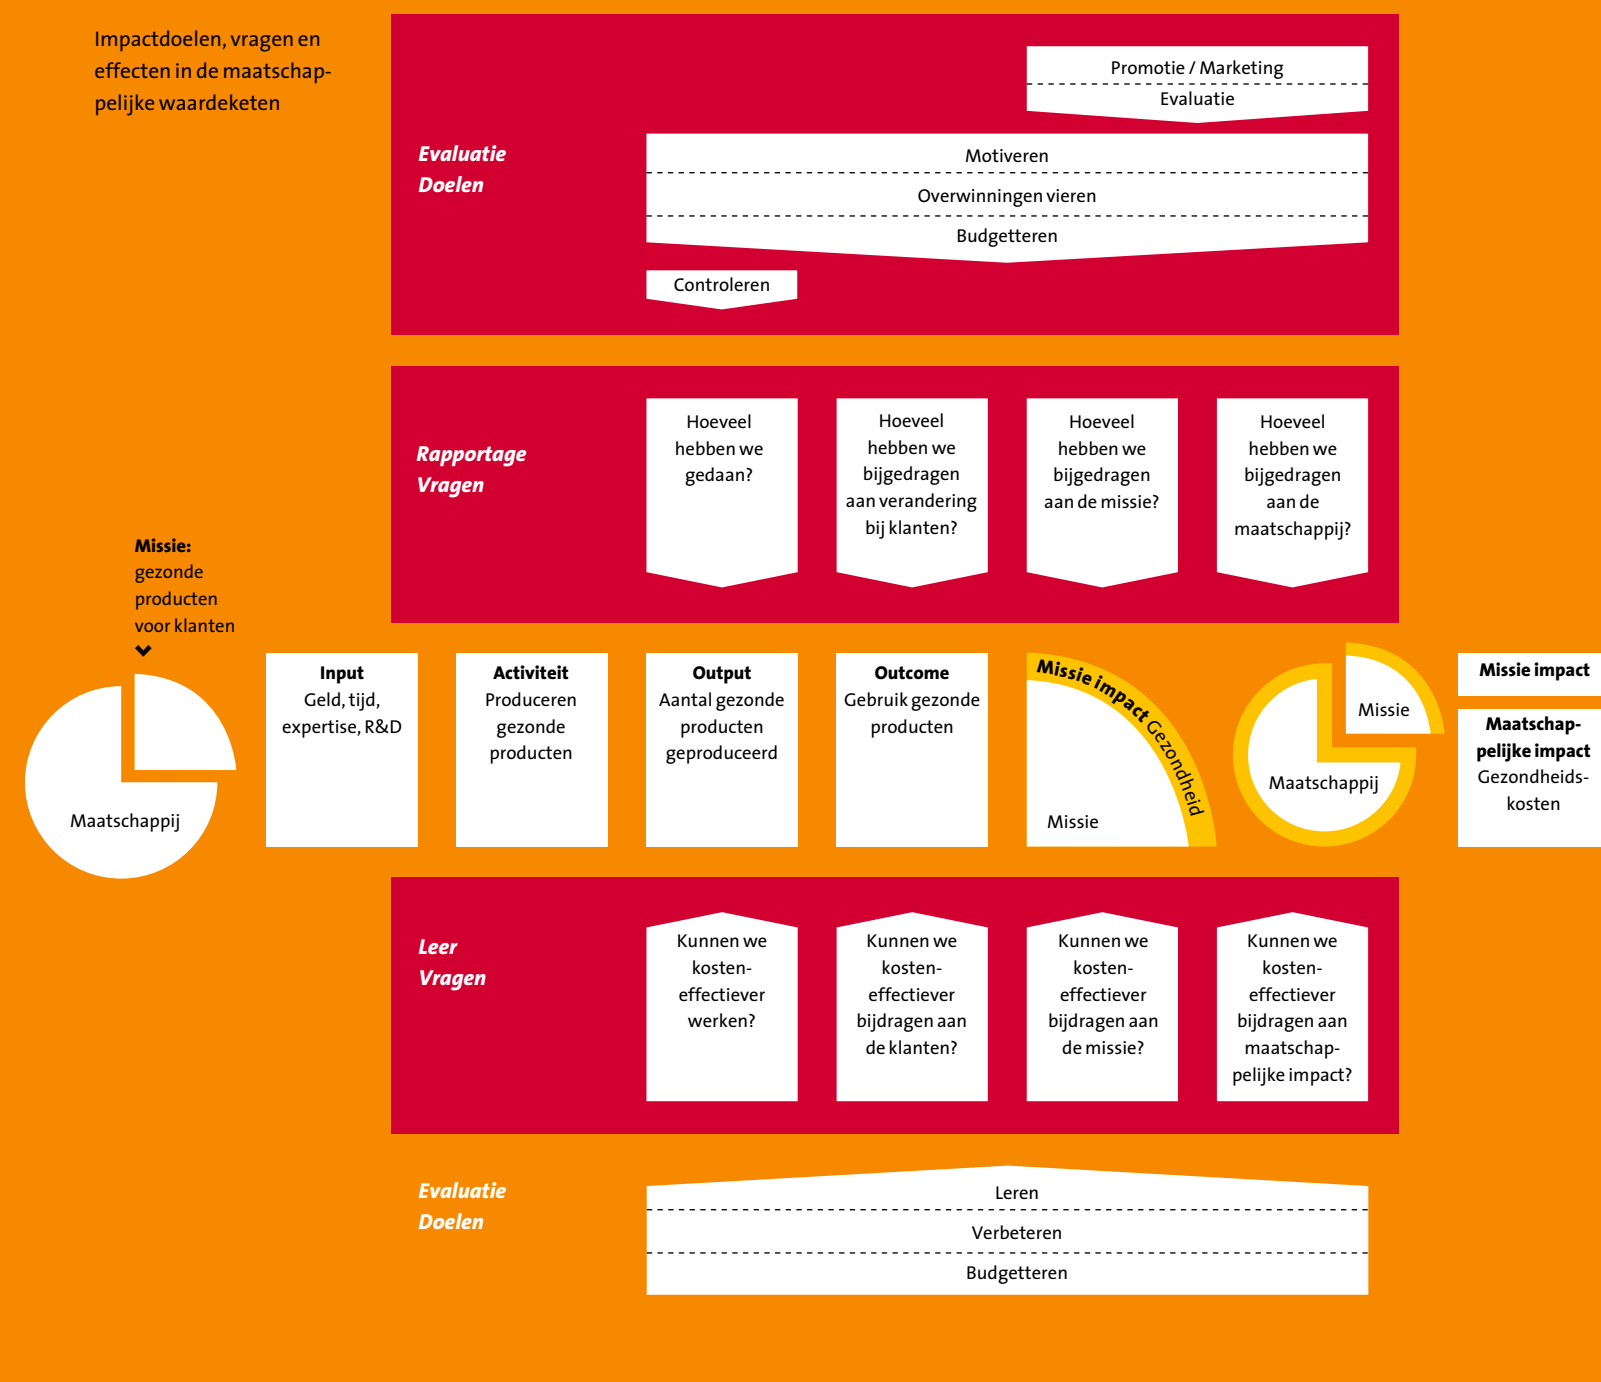 Impactdoelen, vragen en
effecten in de maatschap-
pelijke waardeketen
Evaluatie
Doelen
Promotie / Marketing
Evaluatie
Motiveren
Overwinningen vieren
Budgetteren
Controleren
Rapportage
Vragen
Hoeveel
hebben we
gedaan?
Hoeveel
hebben we
bijgedragen
aan verandering
bij klanten?
Hoeveel
hebben we
bijgedragen
aan de missie?
Hoeveel
hebben we
bijgedragen
aan de
maatschappij?
Missie:
gezonde
producten
voor klanten
Maatschappij
Input
Geld, tijd,
expertise, R&D
Activiteit
Produceren
gezonde
producten
Output
Aantal gezonde
producten
geproduceerd
Outcome
Gebruik gezonde
producten
Missie impact Gezondheid
Missie
Missie
Maatschappij
Missie impact
Maatschap-
pelijke impact
Gezondheids-
kosten
Leer
Vragen
Kunnen we
kosten-
effectiever
werken?
Kunnen we
kosten-
effectiever
bijdragen aan
de klanten?
Kunnen we
kosten-
effectiever
bijdragen aan
de missie?
Kunnen we
kosten-
effectiever
bijdragen aan
maatschap-
pelijke impact?
Evaluatie
Doelen
Leren
Verbeteren
Budgetteren